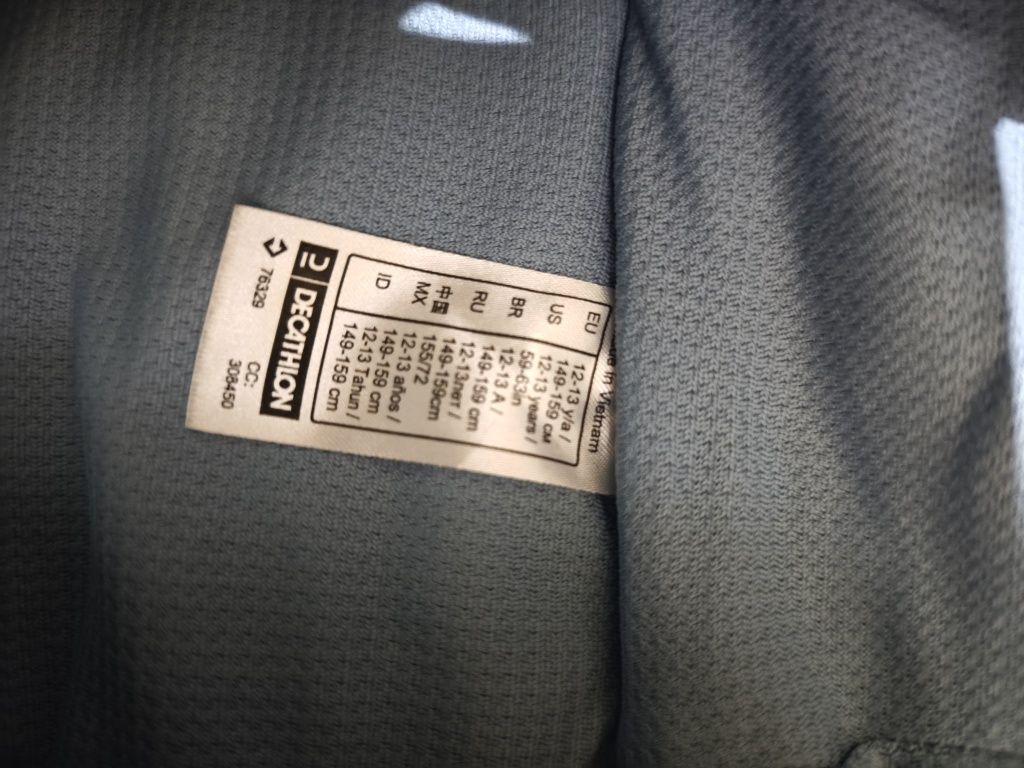 in Vietnam
EU 12-13 y/a /
149-159 см
US 12-13 years /
59-63in
BR 12-13 A /
149-159 cm
RU 12-13лет /
149-159cm
中国 155/72
MX 12-13 años /
149-159 cm
ID 12-13 Tahun /
149-159 cm
DECATHLON
76329 CC:
308450